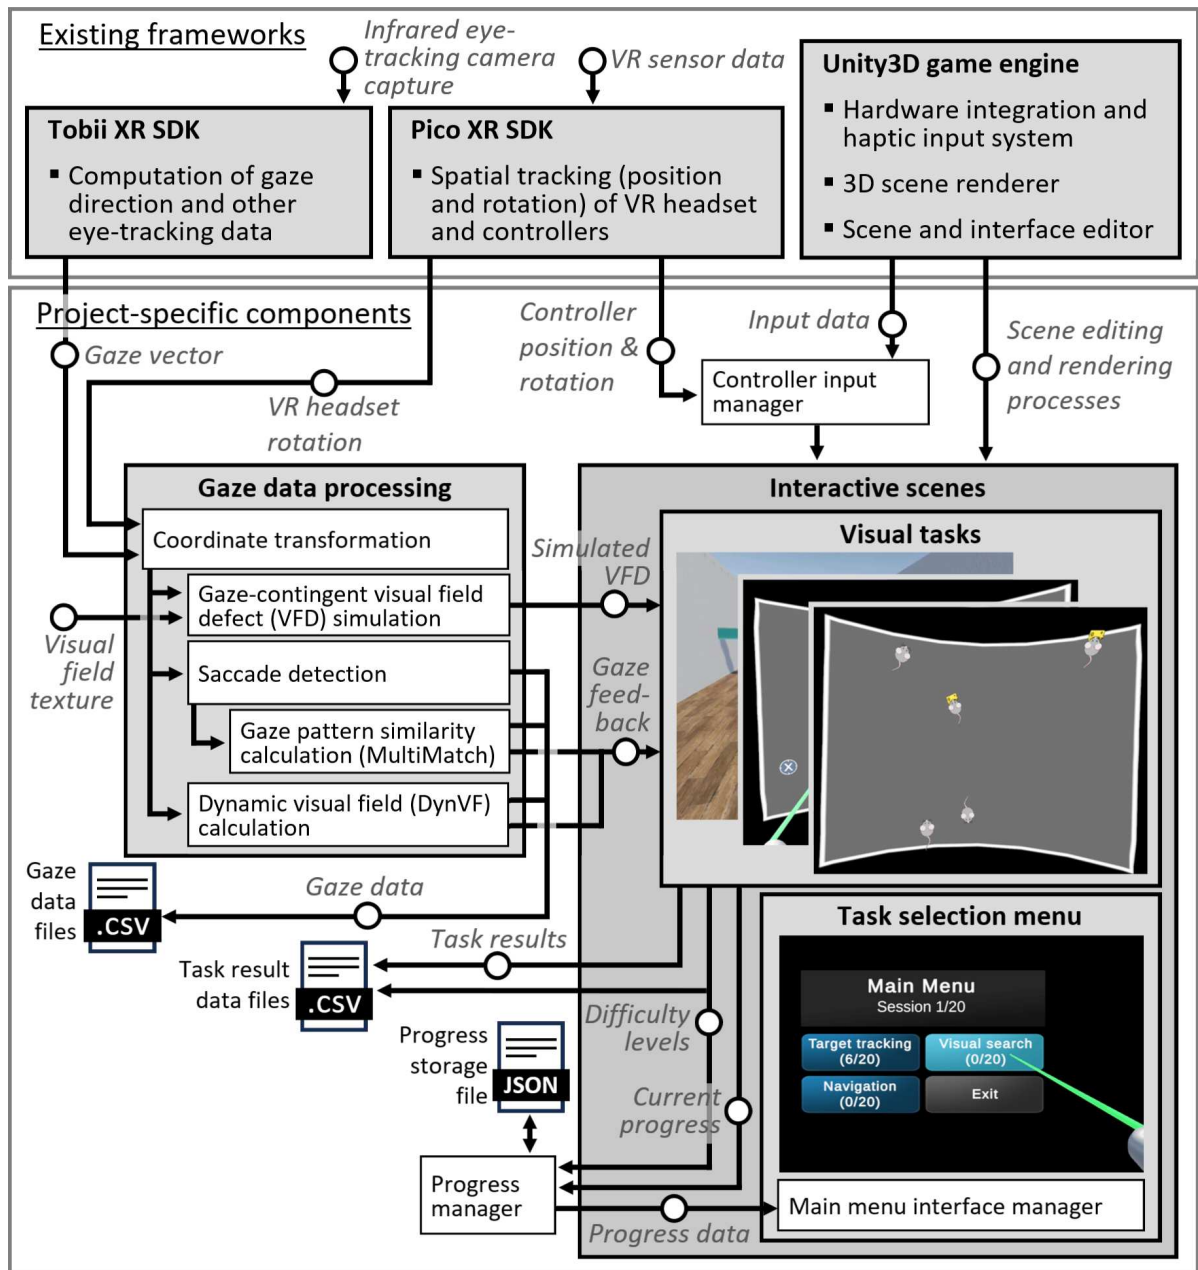 Existing frameworks
Infrared eye-
tracking camera
capture
VR sensor data
Tobii XR SDK
▪ Computation of gaze
direction and other
eye-tracking data
Pico XR SDK
▪ Spatial tracking (position
and rotation) of VR headset
and controllers
Unity3D game engine
▪ Hardware integration and
haptic input system
▪ 3D scene renderer
▪ Scene and interface editor
Project-specific components
Gaze vector
VR headset
rotation
Controller
position &
rotation
Input data
Controller input
manager
Scene editing
and rendering
processes
Gaze data processing
Coordinate transformation
Gaze-contingent visual field
defect (VFD) simulation
Saccade detection
Gaze pattern similarity
calculation (MultiMatch)
Dynamic visual field (DynVF)
calculation
Visual
field
texture
Simulated
VFD
Gaze
feed-
back
Interactive scenes
Visual tasks
Gaze
data
files
.CSV
Gaze data
Task results
Task result
data files
.CSV
Difficulty
levels
Progress
storage
file
JSON
Current
progress
Progress
manager
Progress data
Task selection menu
Main Menu
Session 1/20
Target tracking
(6/20)
Visual search
(0/20)
Navigation
(0/20)
Exit
Main menu interface manager